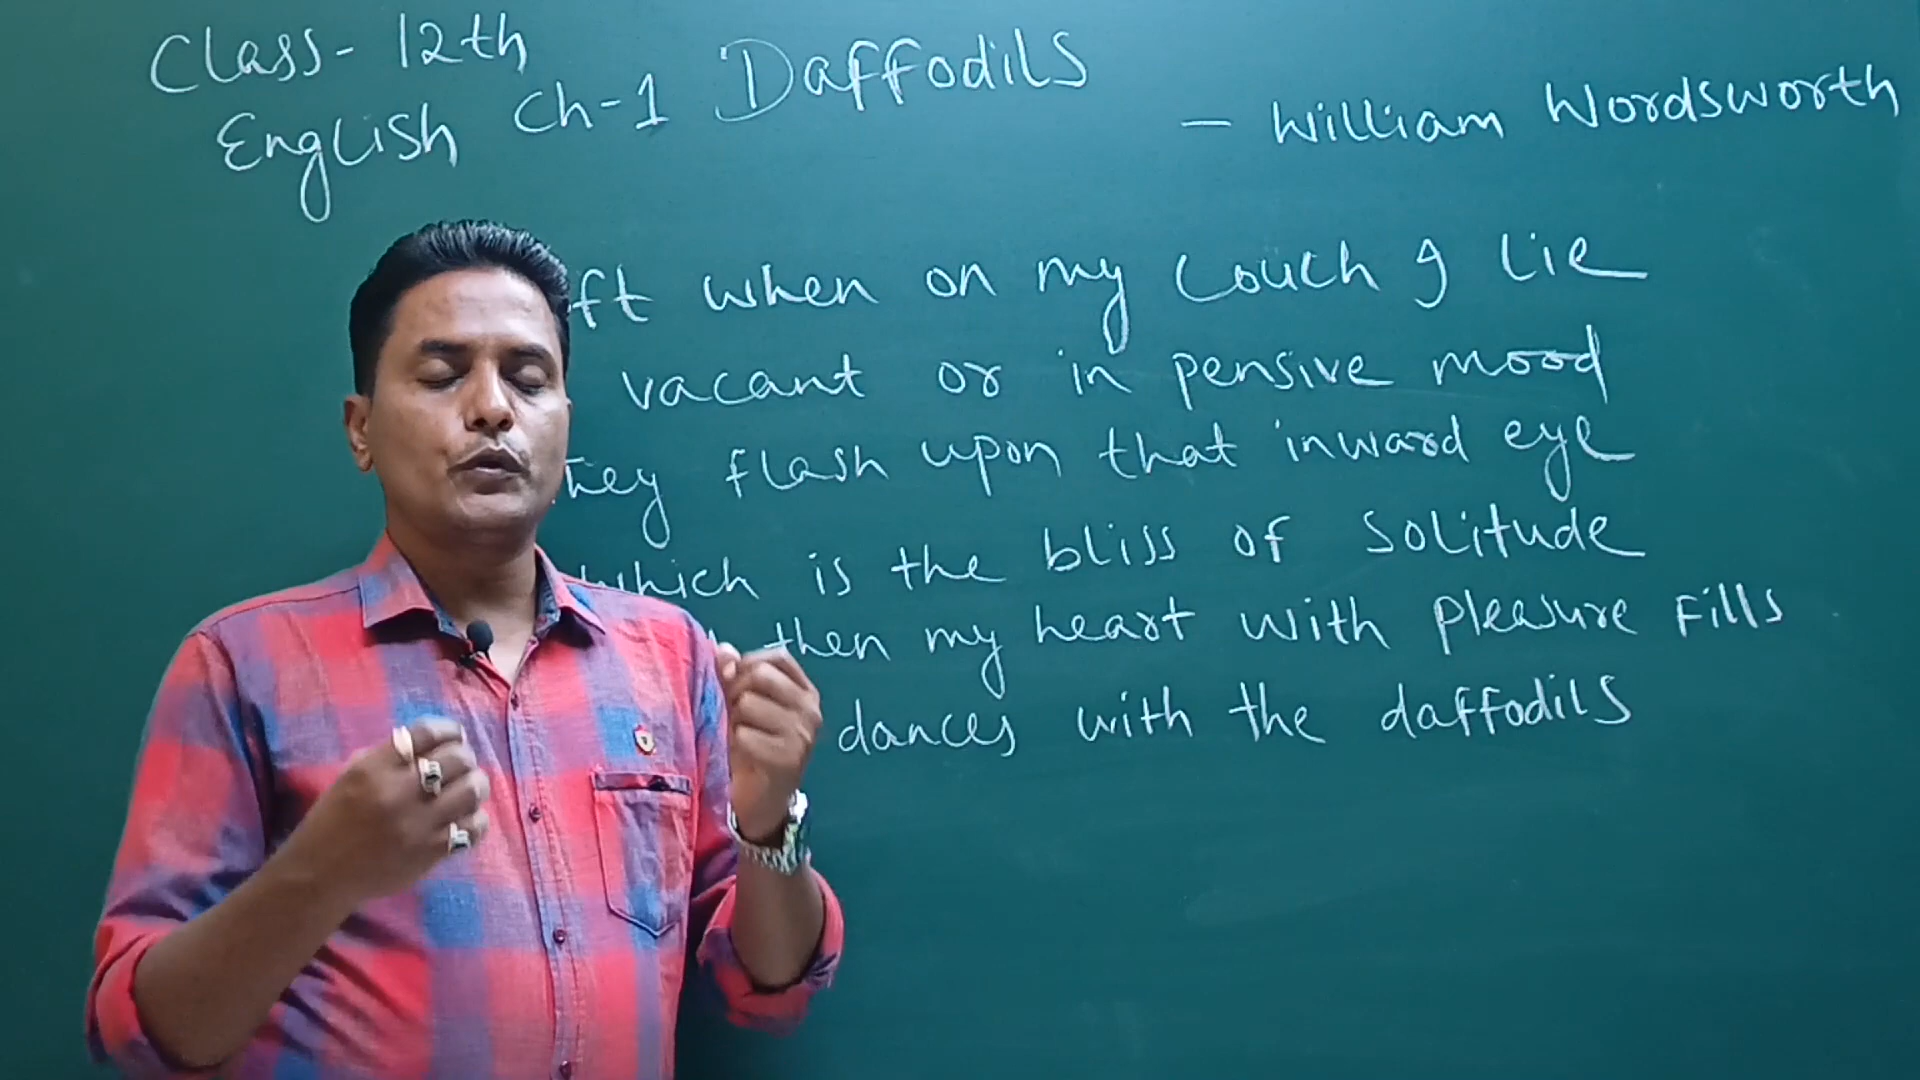 Class- 12th
English Ch-1 Daffodils
- William Wordsworth
ft when on my couch I lie
vacant or in pensive mood
hey flash upon that inward eye
which is the bliss of solitude
then my heart with pleasure fills
dances with the daffodils